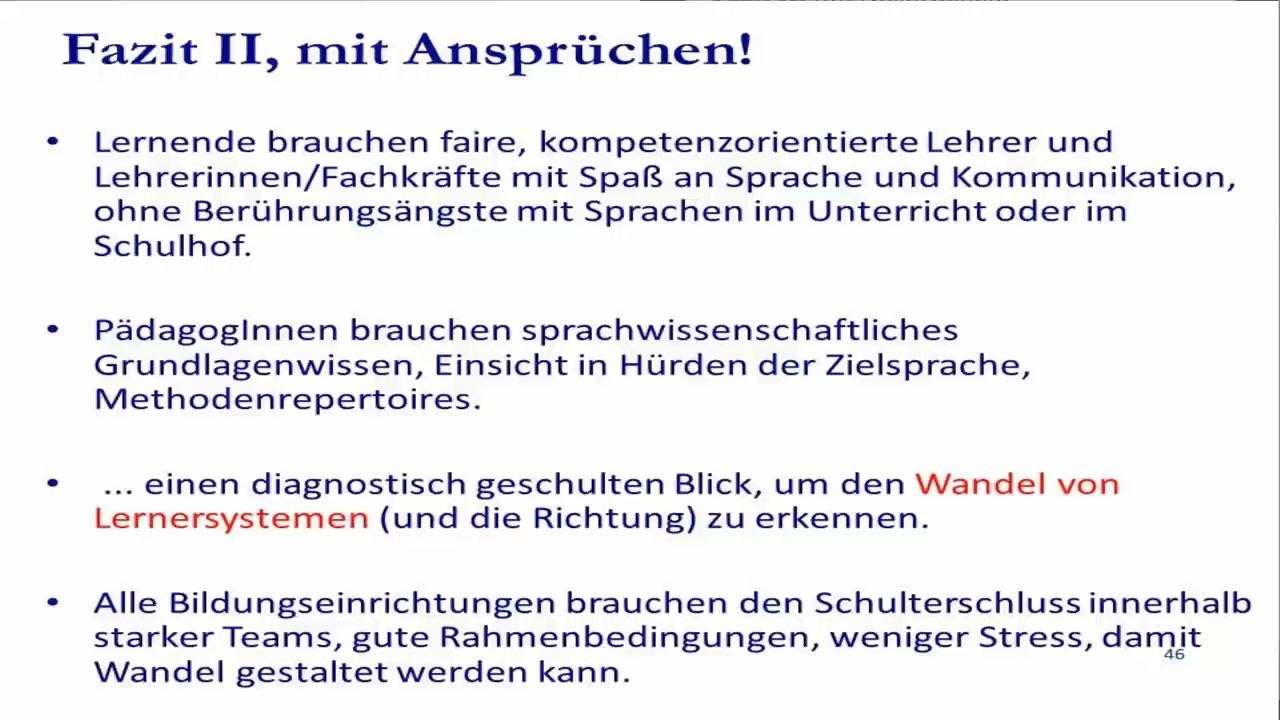 Fazit II, mit Ansprüchen!
• Lernende brauchen faire, kompetenzorientierte Lehrer und
Lehrerinnen/Fachkräfte mit Spaß an Sprache und Kommunikation,
ohne Berührungsängste mit Sprachen im Unterricht oder im
Schulhof.
• PädagogInnen brauchen sprachwissenschaftliches
Grundlagenwissen, Einsicht in Hürden der Zielsprache,
Methodenrepertoires.
• ... einen diagnostisch geschulten Blick, um den Wandel von
Lernersystemen (und die Richtung) zu erkennen.
• Alle Bildungseinrichtungen brauchen den Schulterschluss innerhalb
starker Teams, gute Rahmenbedingungen, weniger Stress, damit
Wandel gestaltet werden kann.
46